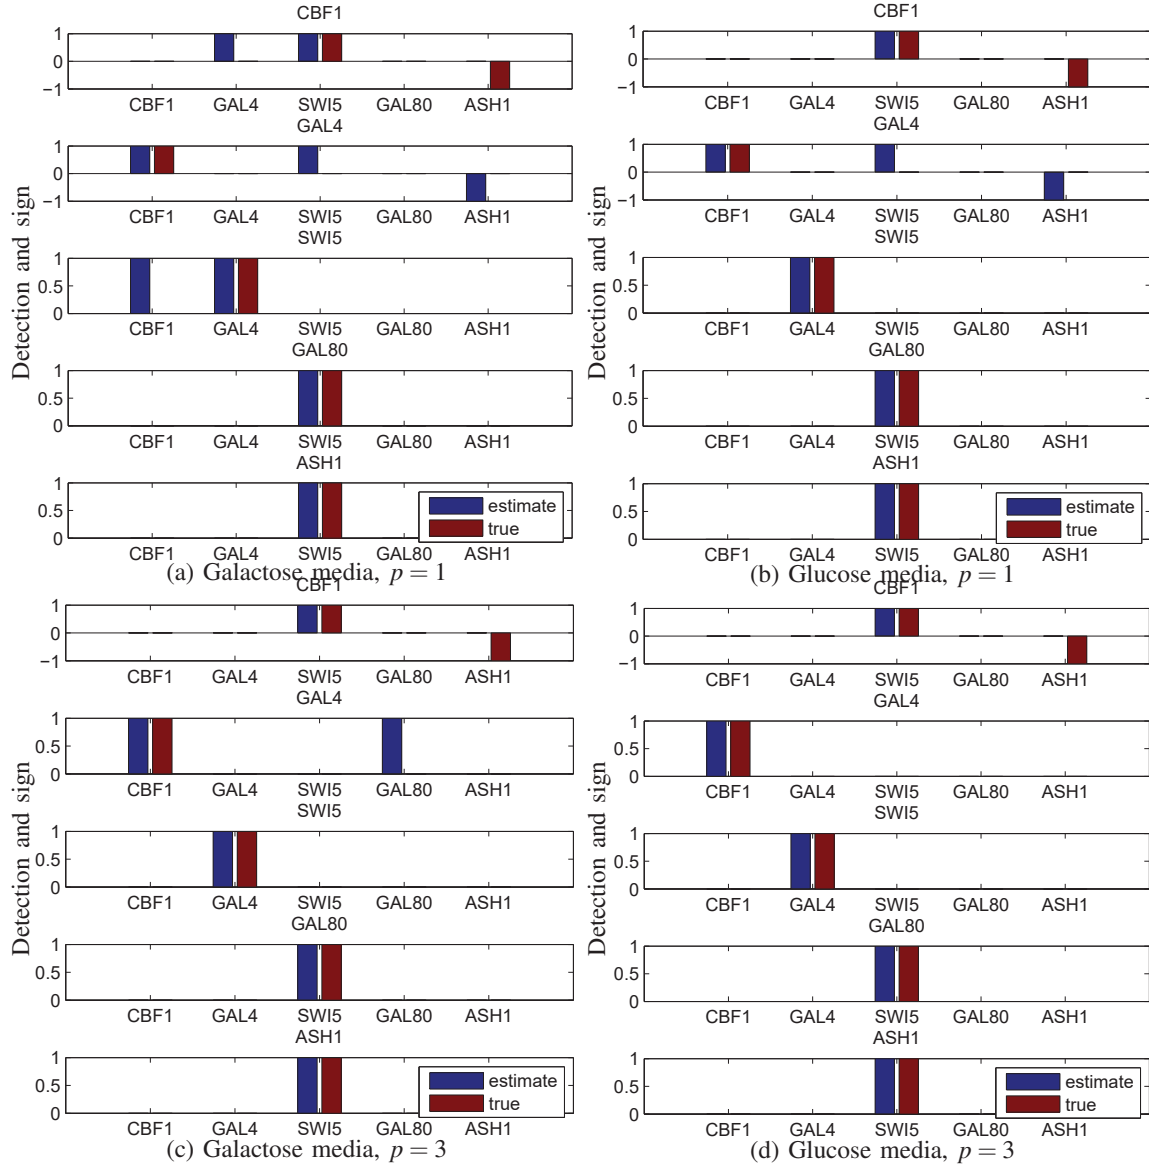 CBF1
1
0
−1
CBF1 GAL4 SWI5 GAL80 ASH1
GAL4
1
0
−1
CBF1 GAL4 SWI5 GAL80 ASH1
SWI5
1
0.5
0
CBF1 GAL4 SWI5 GAL80 ASH1
GAL80
1
0.5
0
CBF1 GAL4 SWI5 GAL80 ASH1
ASH1
1
0.5
0
CBF1 GAL4 SWI5 GAL80 ASH1
estimate
true
Detection and sign
(a) Galactose media, p = 1
CBF1
1
0
−1
CBF1 GAL4 SWI5 GAL80 ASH1
GAL4
1
0
−1
CBF1 GAL4 SWI5 GAL80 ASH1
SWI5
1
0.5
0
CBF1 GAL4 SWI5 GAL80 ASH1
GAL80
1
0.5
0
CBF1 GAL4 SWI5 GAL80 ASH1
ASH1
1
0.5
0
CBF1 GAL4 SWI5 GAL80 ASH1
estimate
true
Detection and sign
(b) Glucose media, p = 1
CBF1
1
0
−1
CBF1 GAL4 SWI5 GAL80 ASH1
GAL4
1
0.5
0
CBF1 GAL4 SWI5 GAL80 ASH1
SWI5
1
0.5
0
CBF1 GAL4 SWI5 GAL80 ASH1
GAL80
1
0.5
0
CBF1 GAL4 SWI5 GAL80 ASH1
ASH1
1
0.5
0
CBF1 GAL4 SWI5 GAL80 ASH1
estimate
true
Detection and sign
(c) Galactose media, p = 3
CBF1
1
0
−1
CBF1 GAL4 SWI5 GAL80 ASH1
GAL4
1
0.5
0
CBF1 GAL4 SWI5 GAL80 ASH1
SWI5
1
0.5
0
CBF1 GAL4 SWI5 GAL80 ASH1
GAL80
1
0.5
0
CBF1 GAL4 SWI5 GAL80 ASH1
ASH1
1
0.5
0
CBF1 GAL4 SWI5 GAL80 ASH1
estimate
true
Detection and sign
(d) Glucose media, p = 3